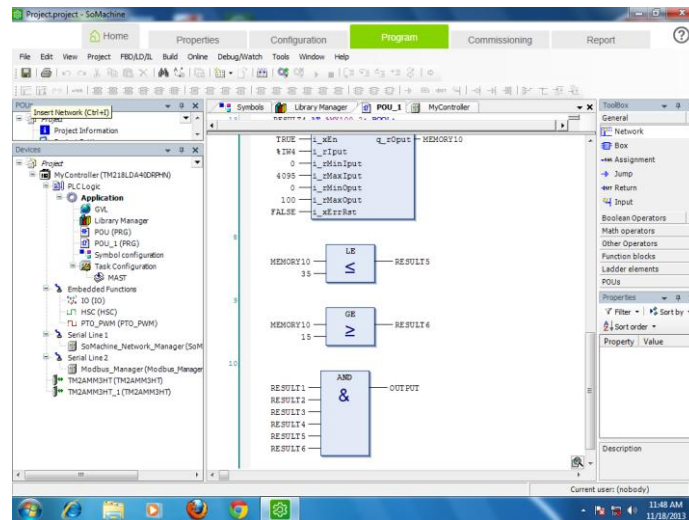 Project.project - SoMachine
Home Properties Configuration Program Commissioning Report
File Edit View Project FBD/LD/IL Build Online Debug/Watch Tools Window Help
POUs
Insert Network (Ctrl+I)
Project
Project Information
Devices
Project
MyController (TM218LDA40DRPHN)
PLC Logic
Application
GVL
Library Manager
POU (PRG)
POU_1 (PRG)
Symbol configuration
Task Configuration
MAST
Embedded Functions
IO (IO)
HSC (HSC)
PTO_PWM (PTO_PWM)
Serial Line 1
SoMachine_Network_Manager (SoM
Serial Line 2
Modbus_Manager (Modbus_Manager
TM2AMM3HT (TM2AMM3HT)
TM2AMM3HT_1 (TM2AMM3HT)
Symbols Library Manager POU_1 MyController
TRUE i_xEn q_rOput MEMORY10
%IW4 i_rIput
0 i_rMinIput
4095 i_rMaxIput
0 i_rMinOput
100 i_rMaxOput
FALSE i_xErrRst
8
LE
MEMORY10 ≤ RESULT5
35
9
GE
MEMORY10 ≥ RESULT6
15
10
AND
RESULT1 & OUTPUT
RESULT2
RESULT3
RESULT4
RESULT5
RESULT6
ToolBox
General
Network
Box
Assignment
Jump
Return
Input
Boolean Operators
Math operators
Other Operators
Function blocks
Ladder elements
POUs
Properties
Filter Sort by
Sort order
Property Value
Description
Current user: (nobody)
11:48 AM
11/18/2013